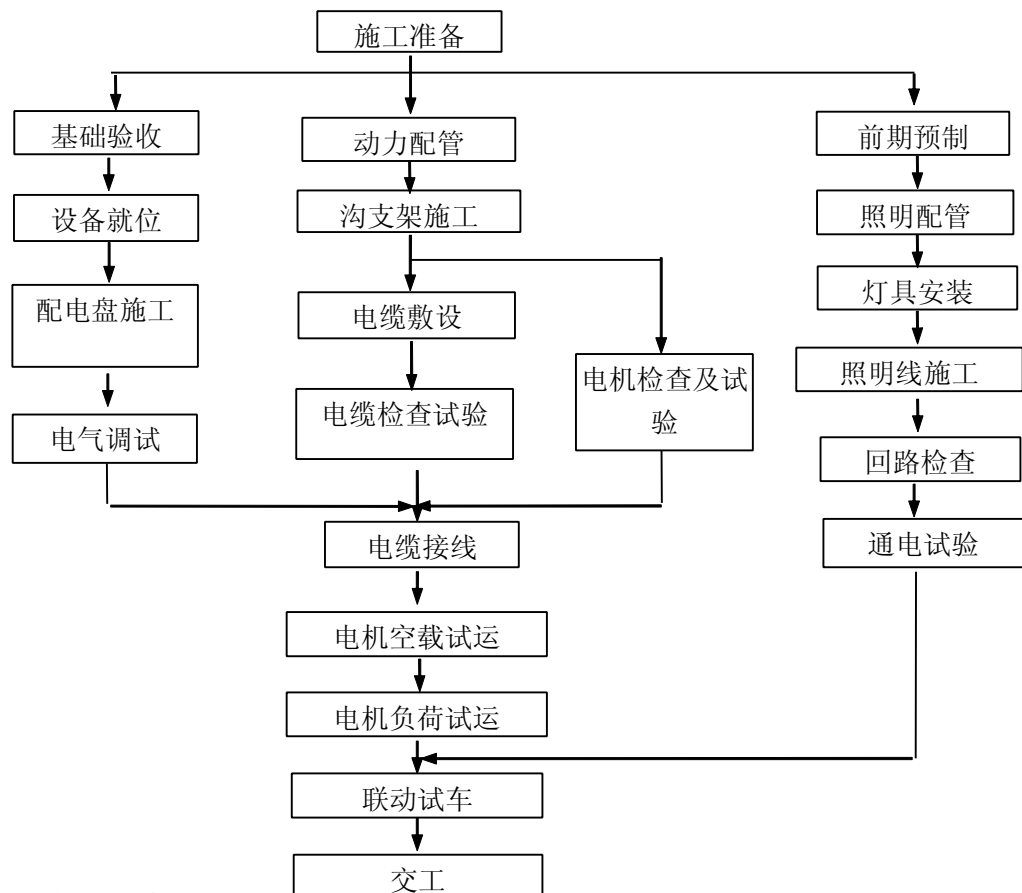 施工准备
基础验收
动力配管
前期预制
设备就位
沟支架施工
照明配管
配电盘施工
电缆敷设
灯具安装
电机检查及试
验
照明线施工
电缆检查试验
电气调试
回路检查
电缆接线
通电试验
电机空载试运
电机负荷试运
联动试车
交工